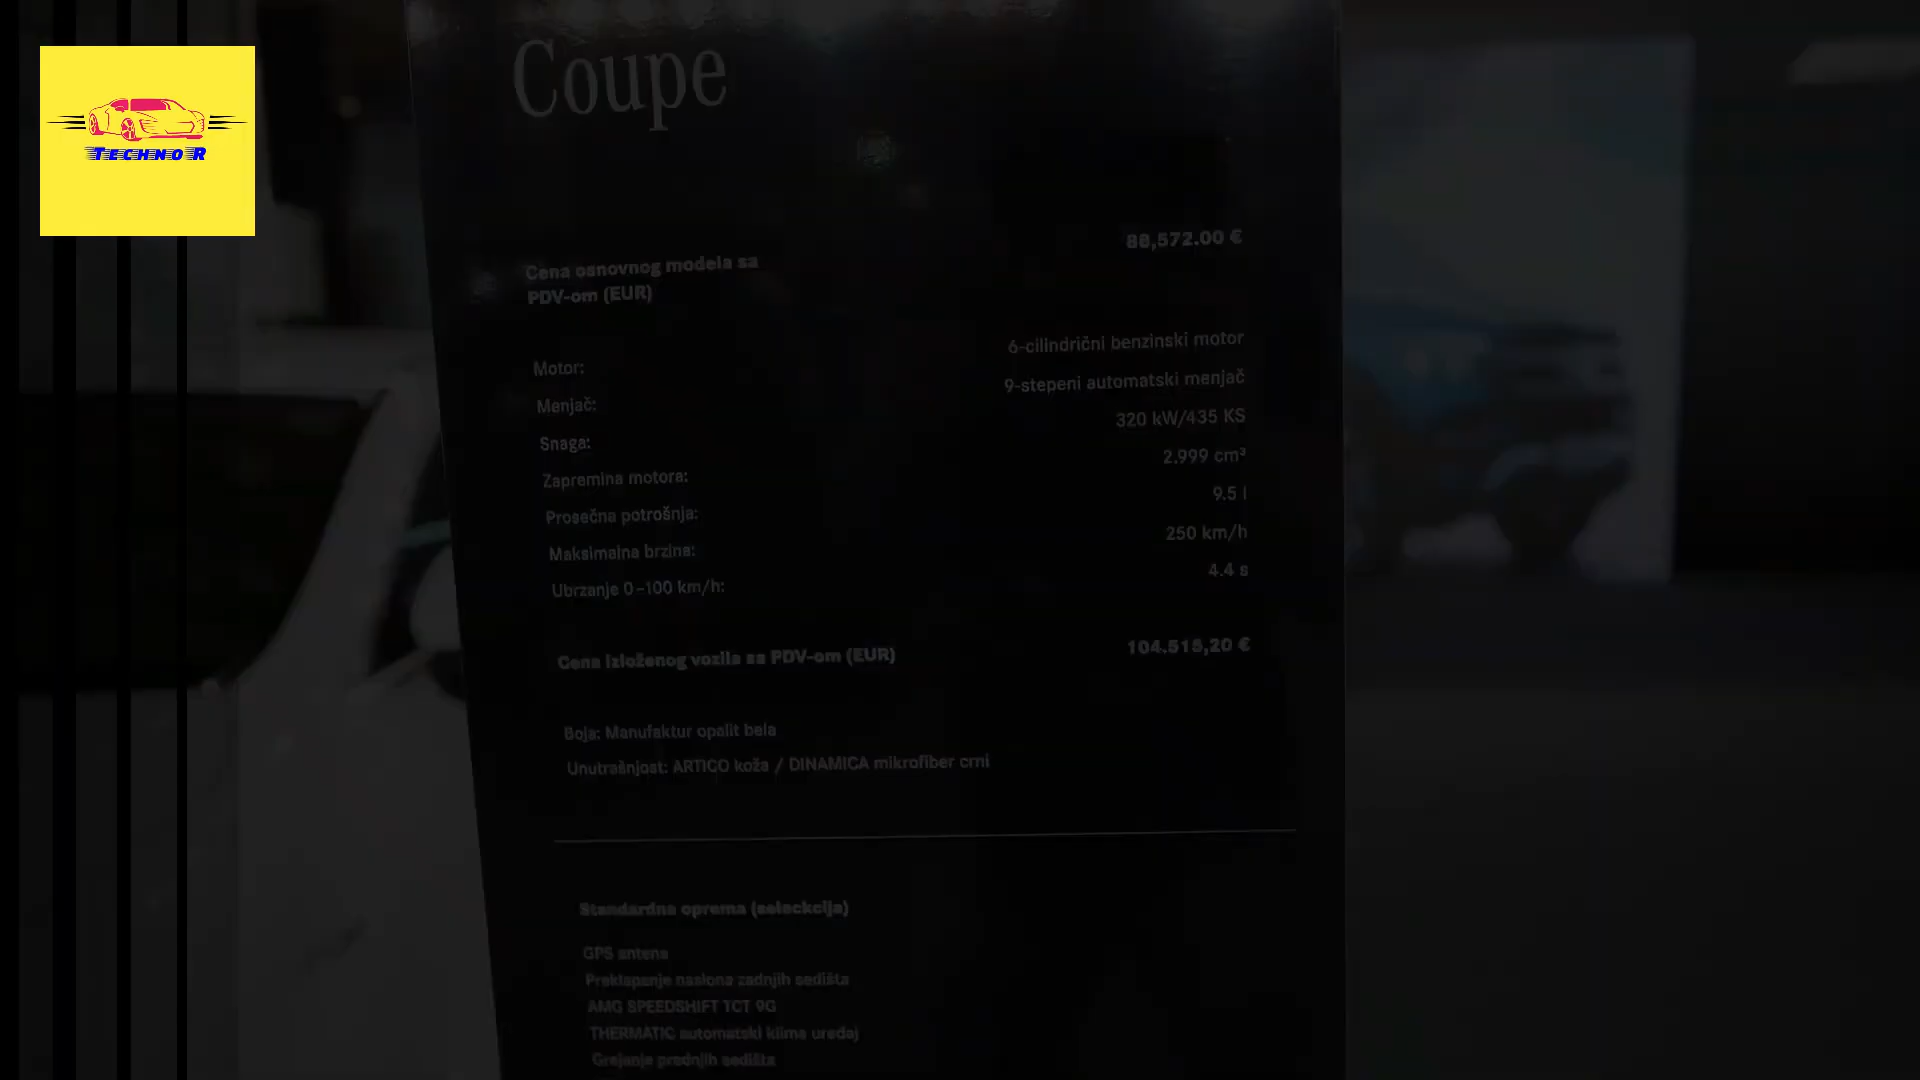 TECHNO R
Coupe
Cena osnovnog modela sa
PDV-om (EUR)
88,572.00 €
Motor:
6-cilindrični benzinski motor
Menjač:
9-stepeni automatski menjač
Snaga:
320 kW/435 KS
Zapremina motora:
2.999 cm³
Prosečna potrošnja:
9.5 l
Maksimalna brzina:
250 km/h
Ubrzanje 0-100 km/h:
4.4 s
Cena izloženog vozila sa PDV-om (EUR)
104.515,20 €
Boja: Manufaktur opalit bela
Unutrašnjost: ARTICO koža / DINAMICA mikrofiber crni
Standardna oprema (seleckcija)
GPS antena
Preklapanje naslona zadnjih sedišta
AMG SPEEDSHIFT TCT 9G
THERMATIC automatski klima uređaj
Grejanje prednjih sedišta